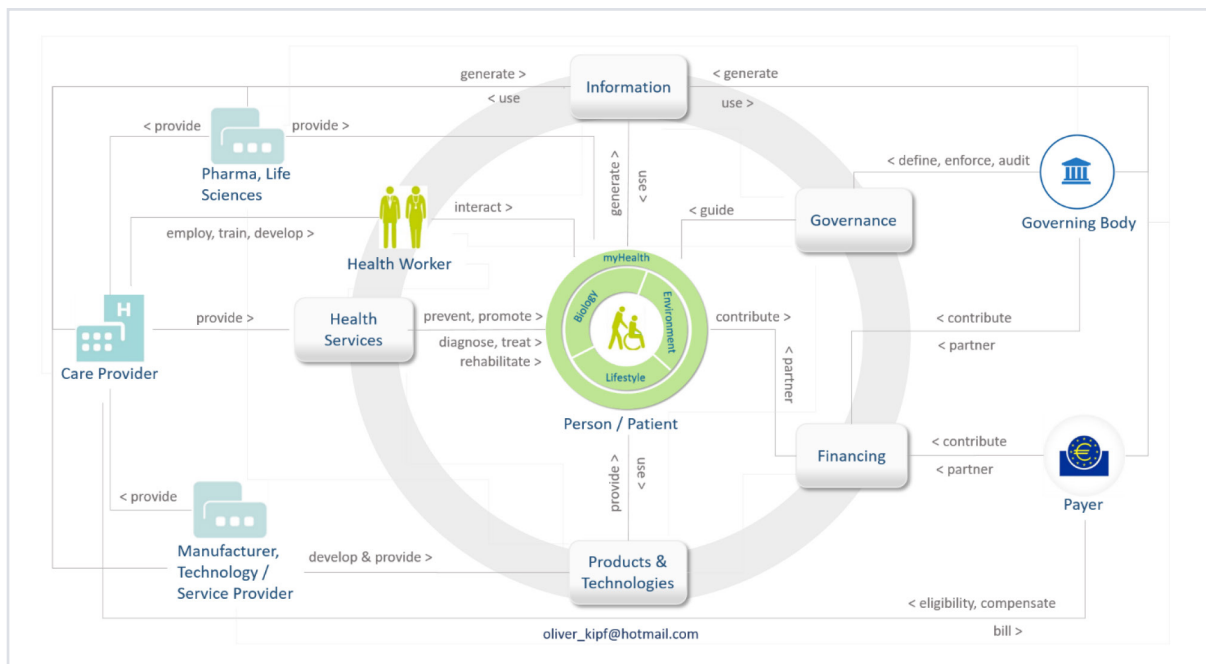 generate >
< use
Information
< generate
use >
< provide
provide >
Pharma, Life
Sciences
generate >
use >
< define, enforce, audit
interact >
< guide
Governance
Governing Body
employ, train, develop >
Health Worker
myHealth
Biology
Environment
Lifestyle
H
provide >
Health
Services
prevent, promote >
diagnose, treat >
rehabilitate >
contribute >
< partner
< contribute
< partner
Care Provider
Person / Patient
Financing
< contribute
< partner
€
Payer
provide >
use >
< provide
Manufacturer,
Technology /
Service Provider
develop & provide >
Products &
Technologies
< eligibility, compensate
bill >
oliver_kipf@hotmail.com